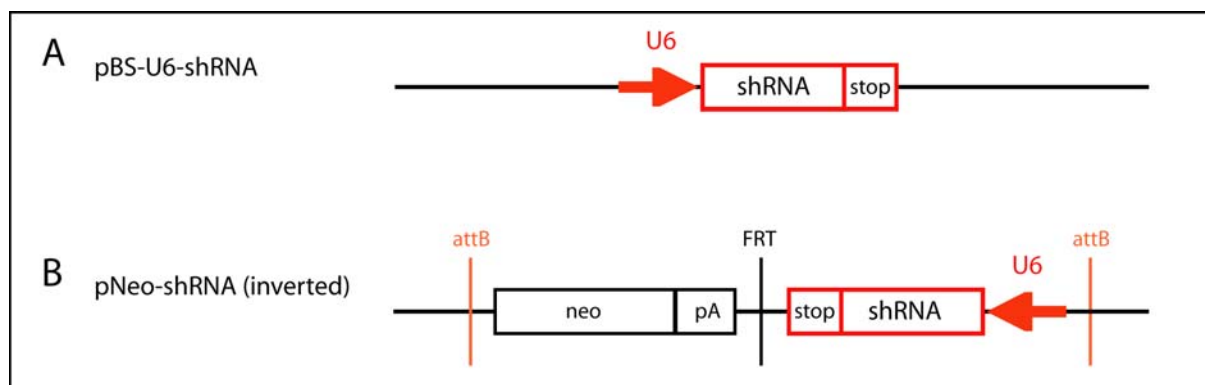 A
pBS-U6-shRNA
U6
shRNA
stop
B
pNeo-shRNA (inverted)
attB
neo
pA
FRT
stop
shRNA
U6
attB